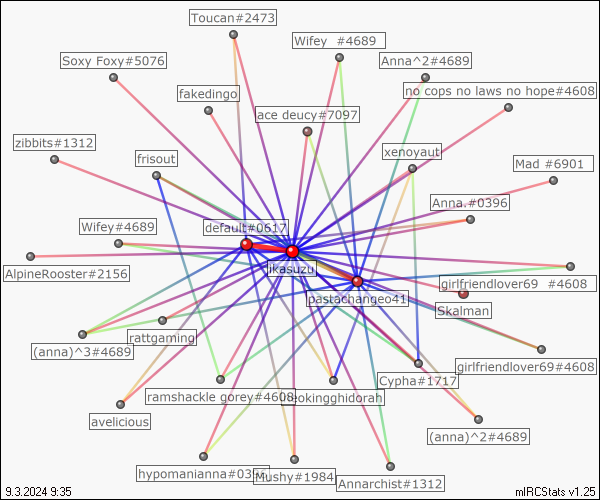 Toucan#2473
Wifey  #4689
Soxy Foxy#5076
Anna^2#4689
no cops no laws no hope#4608
fakedingo
ace deucy#7097
zibbits#1312
frisout
xenoyaut
Mad #6901
Anna.#0396
Wifey#4689
default#0617
ikasuzu
AlpineRooster#2156
girlfriendlover69  #4608
pastachangeo41
Skalman
rattgaming
(anna)^3#4689
girlfriendlover69#4608
Cypha#1717
ramshackle gorey#4608
avelicious
(anna)^2#4689
Mushy#1984
Annarchist#1312
9.3.2024 9:35
mIRCStats v1.25